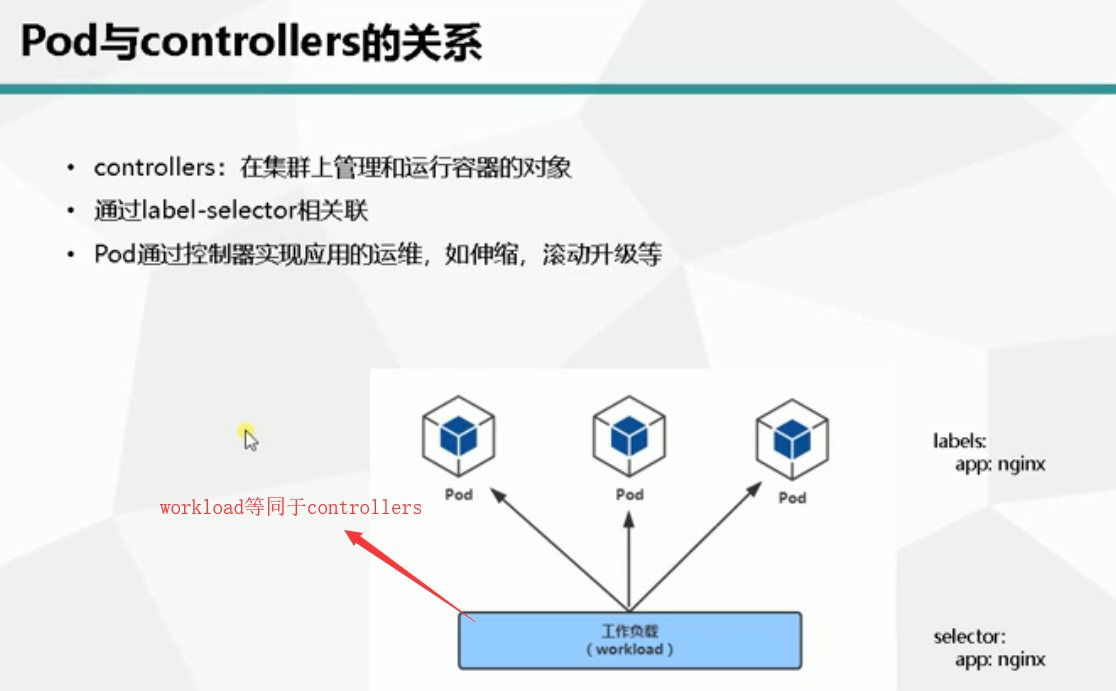 Pod与controllers的关系
• controllers：在集群上管理和运行容器的对象
• 通过label-selector相关联
• Pod通过控制器实现应用的运维，如伸缩，滚动升级等
labels:
app: nginx
Pod
Pod
Pod
workload等同于controllers
工作负载
（workload）
selector:
app: nginx